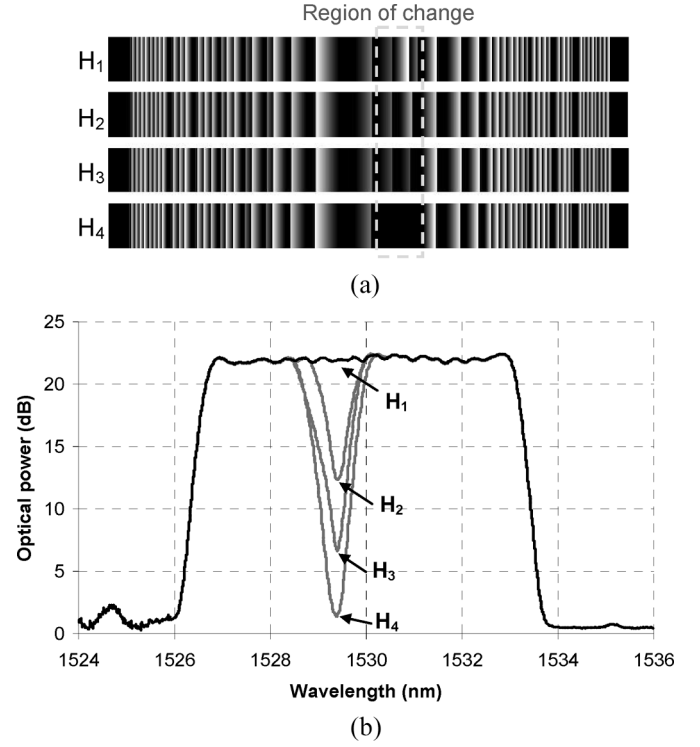 Region of change
H1
H2
H3
H4
(a)
25
20
15
10
5
0
Optical power (dB)
H1
H2
H3
H4
1524 1526 1528 1530 1532 1534 1536
Wavelength (nm)
(b)